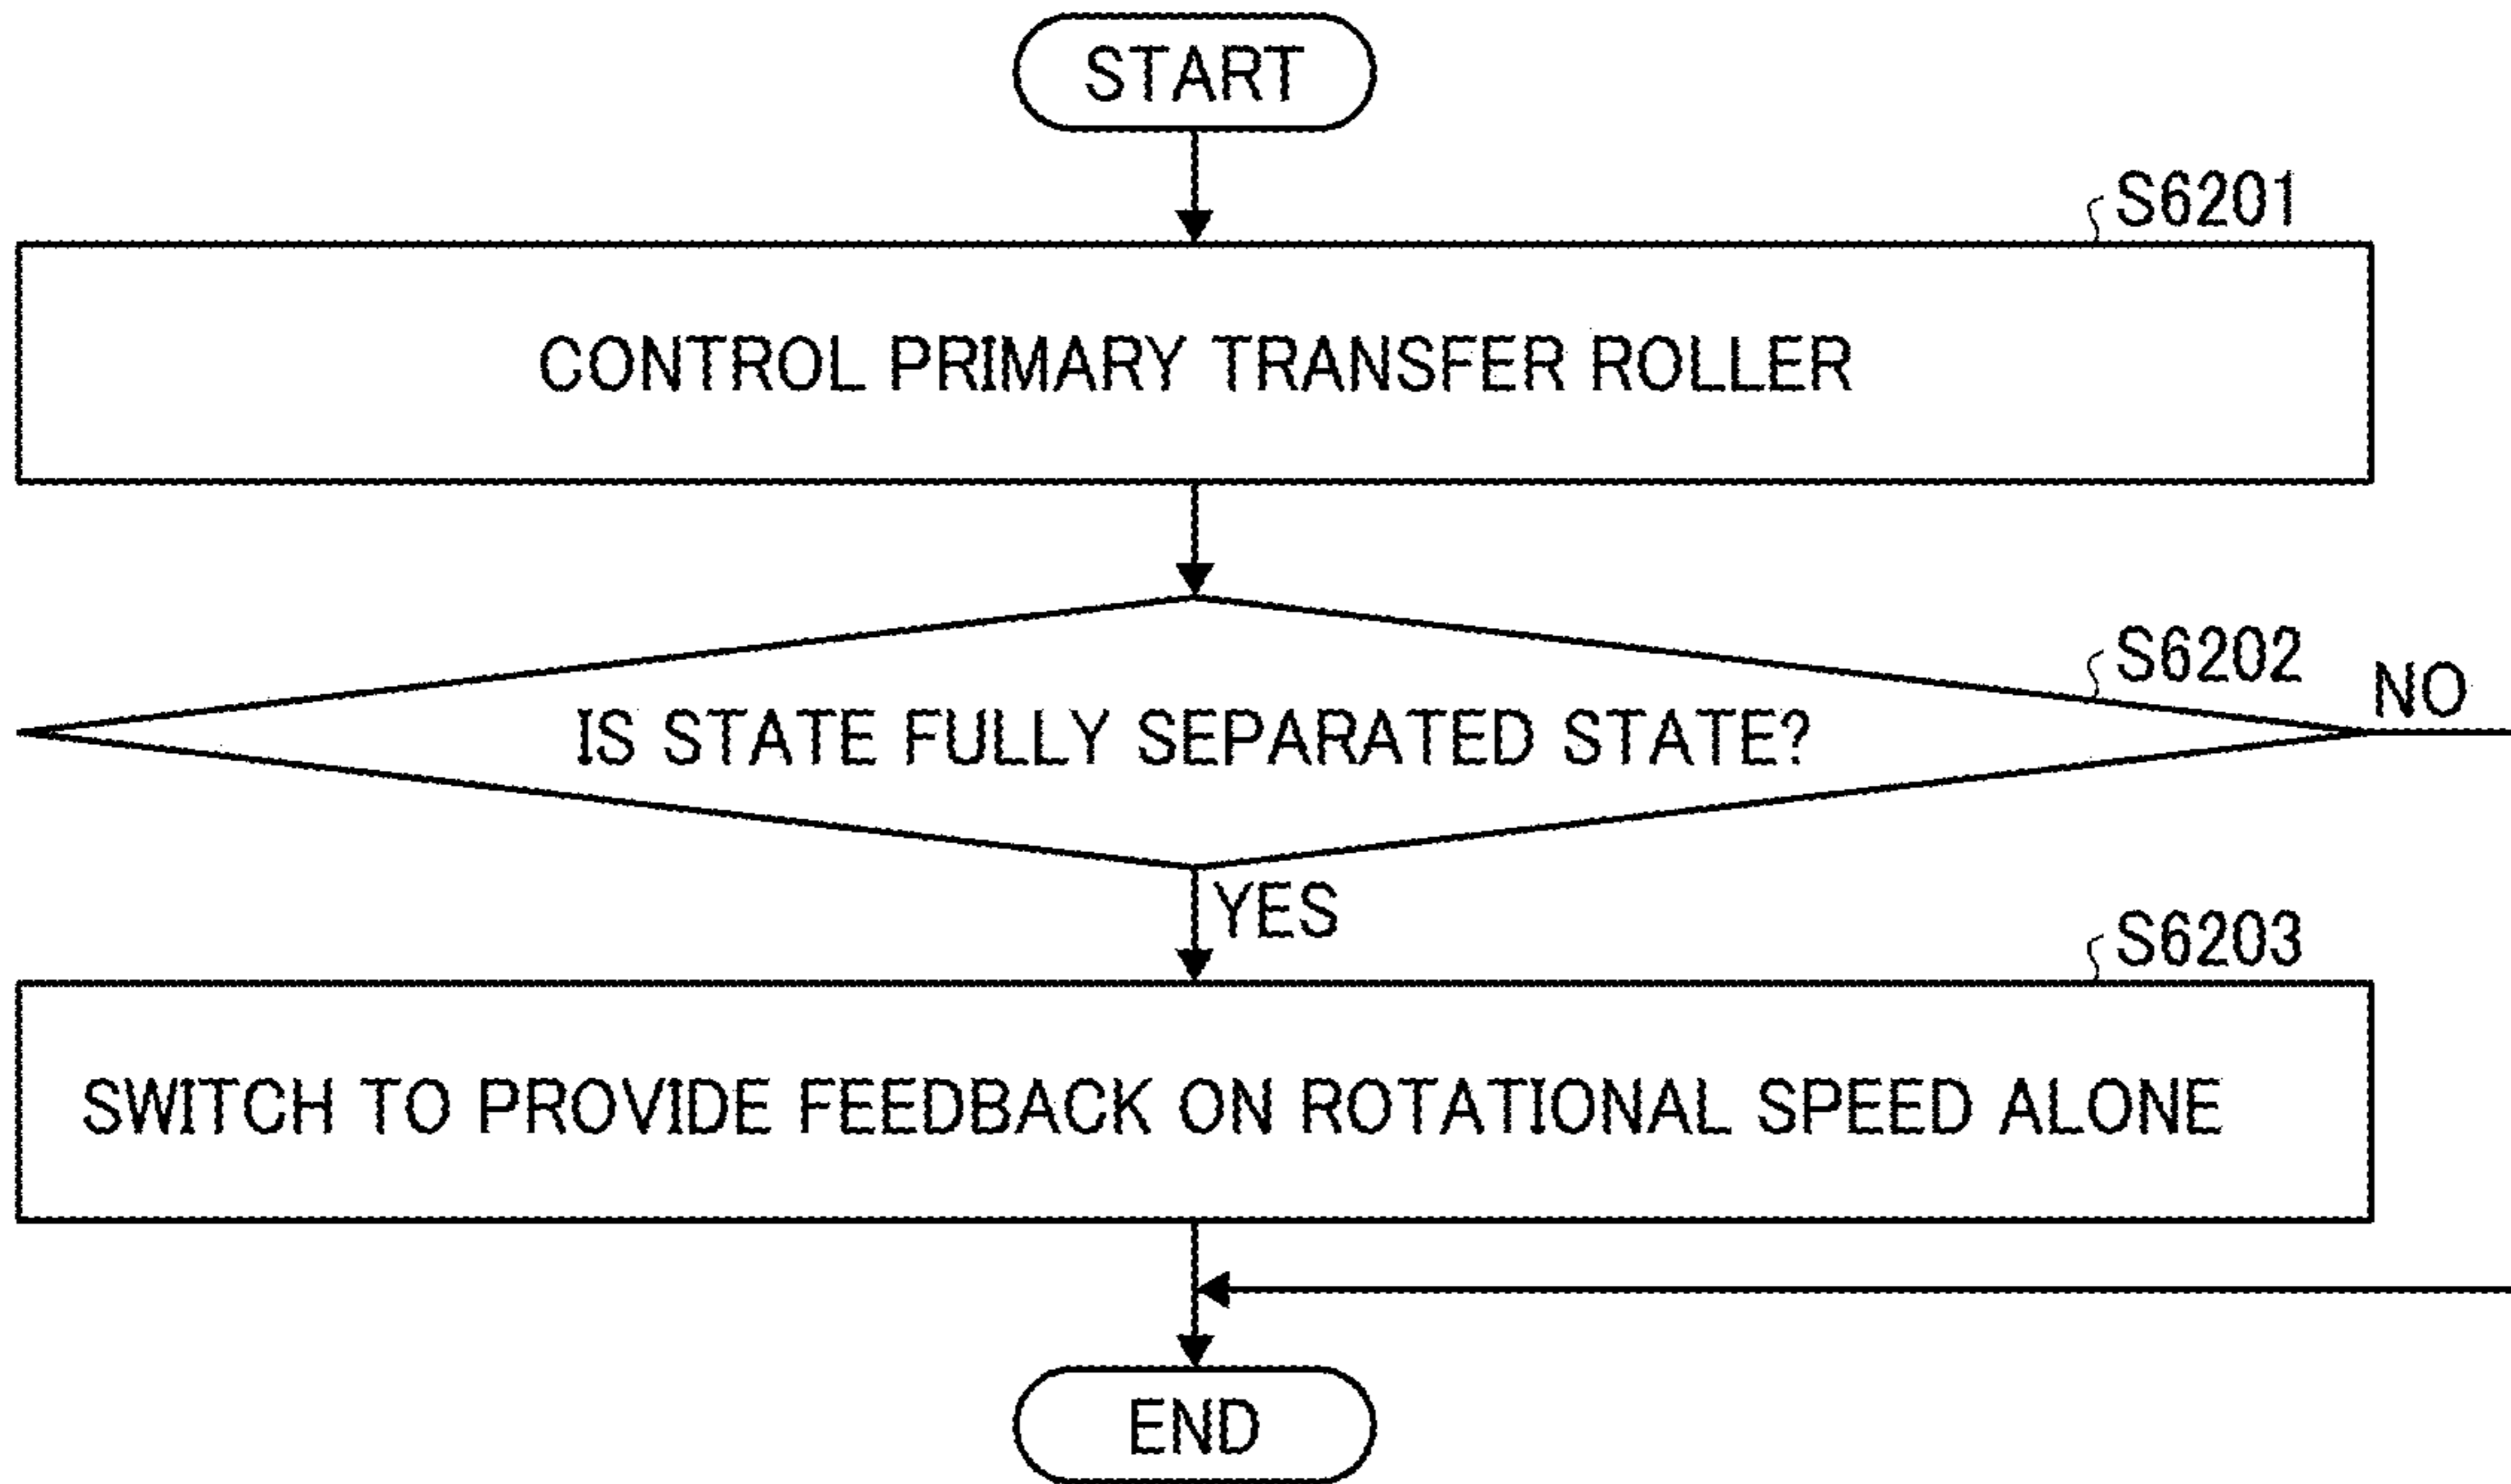 START
S6201
CONTROL PRIMARY TRANSFER ROLLER
S6202
NO
IS STATE FULLY SEPARATED STATE?
YES
S6203
SWITCH TO PROVIDE FEEDBACK ON ROTATIONAL SPEED ALONE
END